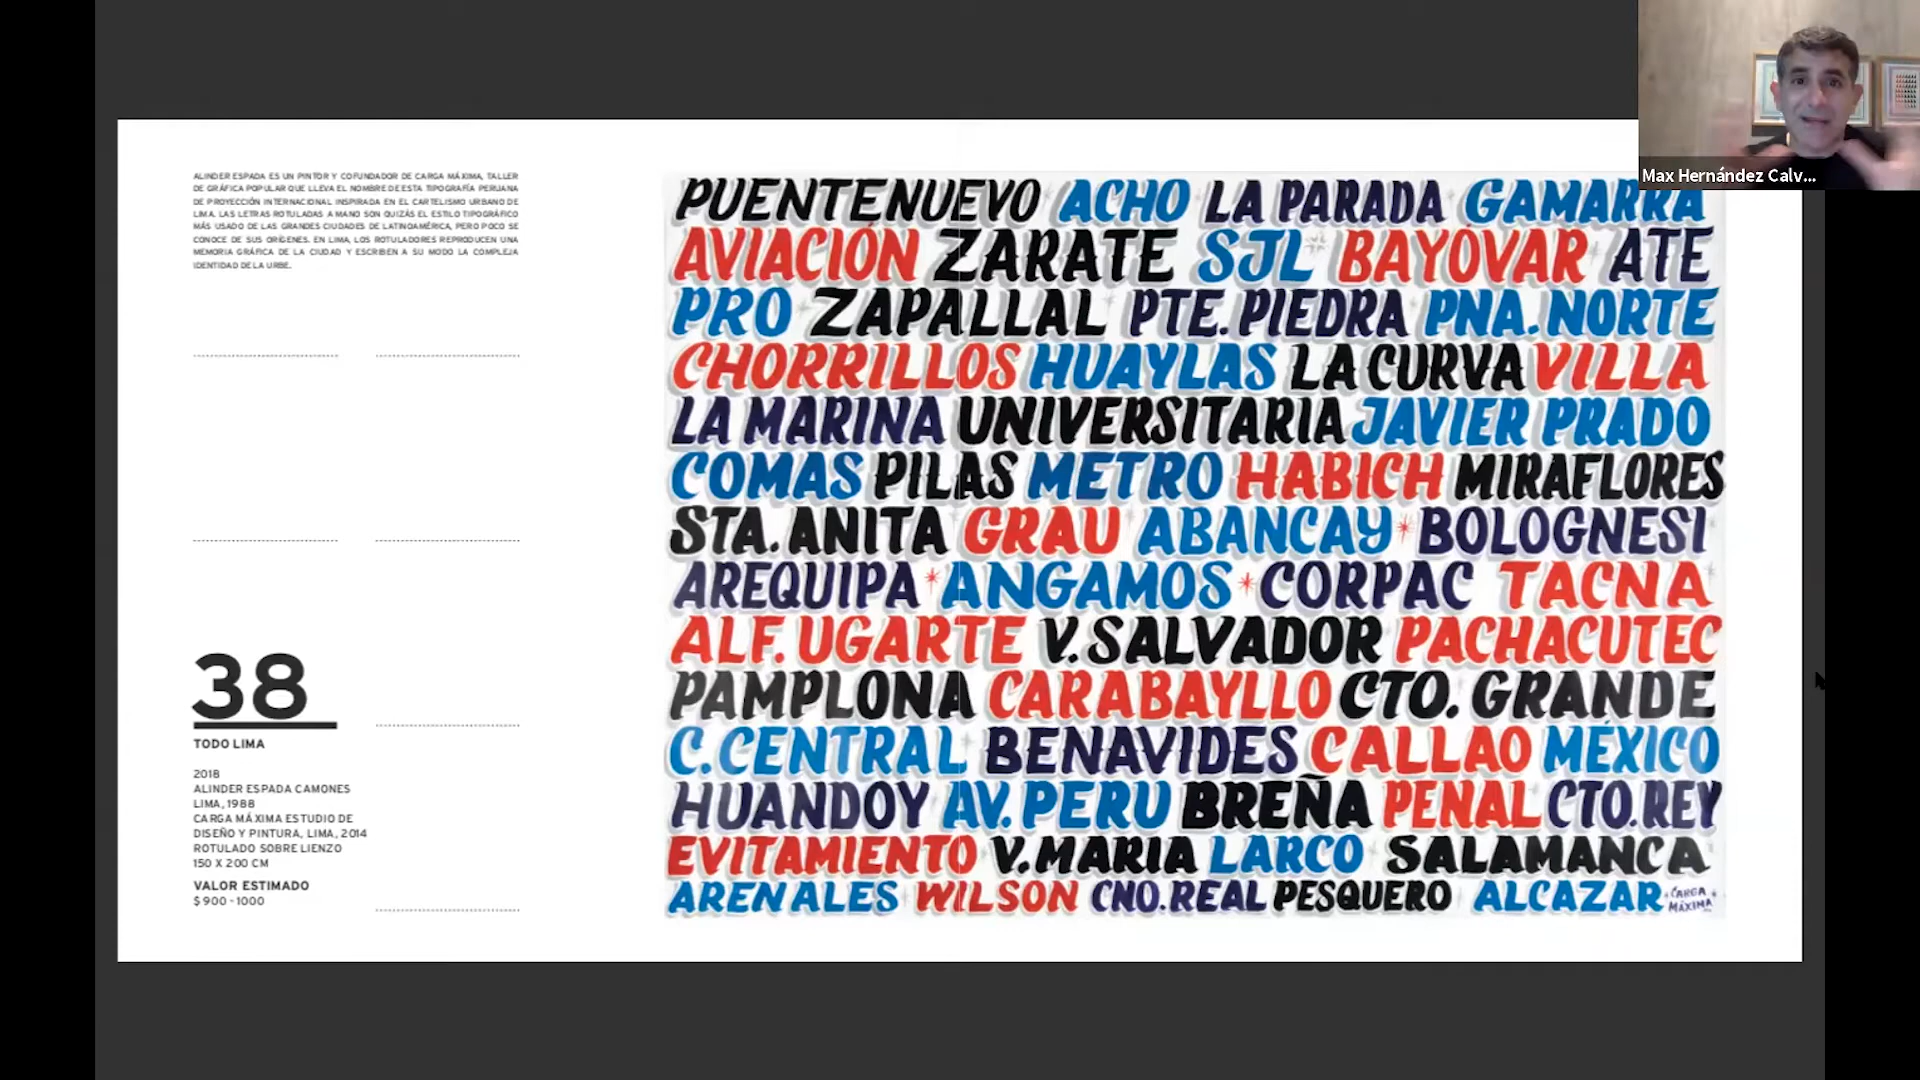 Max Hernández Calv...
ALINDER ESPADA ES UN PINTOR Y COFUNDADOR DE CARGA MÁXIMA, TALLER
DE GRÁFICA POPULAR QUE LLEVA EL NOMBRE DE ESTA TIPOGRAFÍA PERUANA
DE PROYECCIÓN INTERNACIONAL INSPIRADA EN EL CARTELISMO URBANO DE
LIMA. LAS LETRAS ROTULADAS A MANO SON QUIZÁS EL ESTILO TIPOGRÁFICO
MÁS USADO DE LAS GRANDES CIUDADES DE LATINOAMÉRICA, PERO POCO SE
CONOCE DE SUS ORÍGENES. EN LIMA, LOS ROTULADORES REPRODUCEN UNA
MEMORIA GRÁFICA DE LA CIUDAD Y ESCRIBEN A SU MODO LA COMPLEJA
IDENTIDAD DE LA URBE.
38
TODO LIMA
2018
ALINDER ESPADA CAMONES
LIMA, 1988
CARGA MÁXIMA ESTUDIO DE
DISEÑO Y PINTURA, LIMA, 2014
ROTULADO SOBRE LIENZO
150 X 200 CM
VALOR ESTIMADO
$ 900 - 1000
PUENTENUEVO ACHO LA PARADA GAMARRA
AVIACIÓN ZARATE SJL BAYÓVAR ATE
PRO ZAPALLAL PTE. PIEDRA PNA. NORTE
CHORRILLOS HUAYLAS LA CURVA VILLA
LA MARINA UNIVERSITARIA JAVIER PRADO
COMAS PILAS METRO HABICH MIRAFLORES
STA. ANITA GRAU ABANCAY BOLOGNESI
AREQUIPA ANGAMOS CORPAC TACNA
ALF. UGARTE V. SALVADOR PACHACUTEC
PAMPLONA CARABAYLLO CTO. GRANDE
C. CENTRAL BENAVIDES CALLAO MÉXICO
HUANDOY AV. PERU BREÑA PENAL CTO. REY
EVITAMIENTO V. MARIA LARCO SALAMANCA
ARENALES WILSON CNO. REAL PESQUERO ALCAZAR
CARGA
MÁXIMA